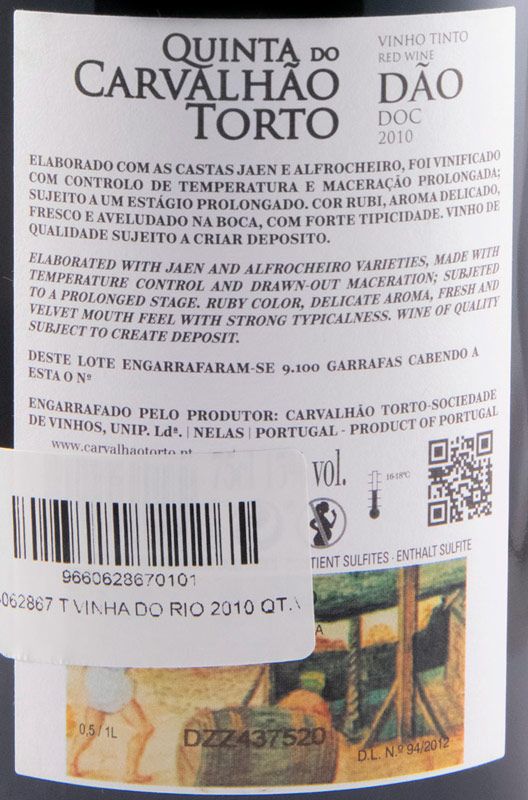 QUINTA DO
CARVALHÃO
TORTO
VINHO TINTO
RED WINE
DÃO
DOC
2010
ELABORADO COM AS CASTAS JAEN E ALFROCHEIRO, FOI VINIFICADO
COM CONTROLO DE TEMPERATURA E MACERAÇÃO PROLONGADA;
SUJEITO A UM ESTÁGIO PROLONGADO. COR RUBI, AROMA DELICADO,
FRESCO E AVELUDADO NA BOCA, COM FORTE TIPICIDADE. VINHO DE
QUALIDADE SUJEITO A CRIAR DEPOSITO.
ELABORATED WITH JAEN AND ALFROCHEIRO VARIETIES, MADE WITH
TEMPERATURE CONTROL AND DRAWN-OUT MACERATION; SUBJETED
TO A PROLONGED STAGE. RUBY COLOR, DELICATE AROMA, FRESH AND
VELVET MOUTH FEEL WITH STRONG TYPICALNESS. WINE OF QUALITY
SUBJECT TO CREATE DEPOSIT.
DESTE LOTE ENGARRAFARAM-SE 9.100 GARRAFAS CABENDO A
ESTA O Nº
ENGARRAFADO PELO PRODUTOR: CARVALHÃO TORTO-SOCIEDADE
DE VINHOS, UNIP. Ldª. | NELAS | PORTUGAL - PRODUCT OF PORTUGAL
www.carvalhaotorto.pt
vol.
16-18ºC
TIENT SULFITES - ENTHALT SULFITE
9660628670101
062867 TVINHA DO RIO 2010 QT.
A
0,5 / 1L
DZZ437520
D.L. N.º 94/2012